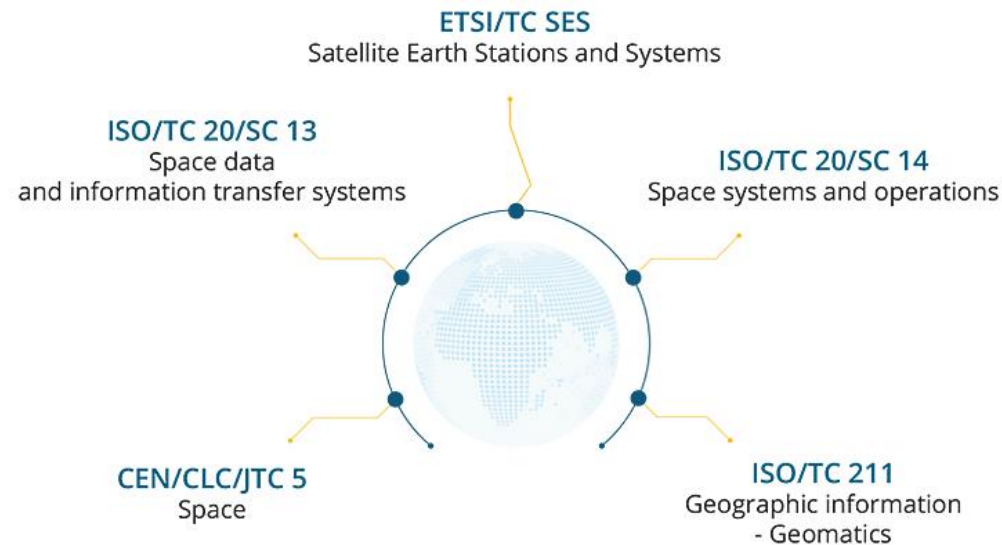 ETSI/TC SES
Satellite Earth Stations and Systems
ISO/TC 20/SC 13
Space data
and information transfer systems
ISO/TC 20/SC 14
Space systems and operations
CEN/CLC/JTC 5
Space
ISO/TC 211
Geographic information
- Geomatics